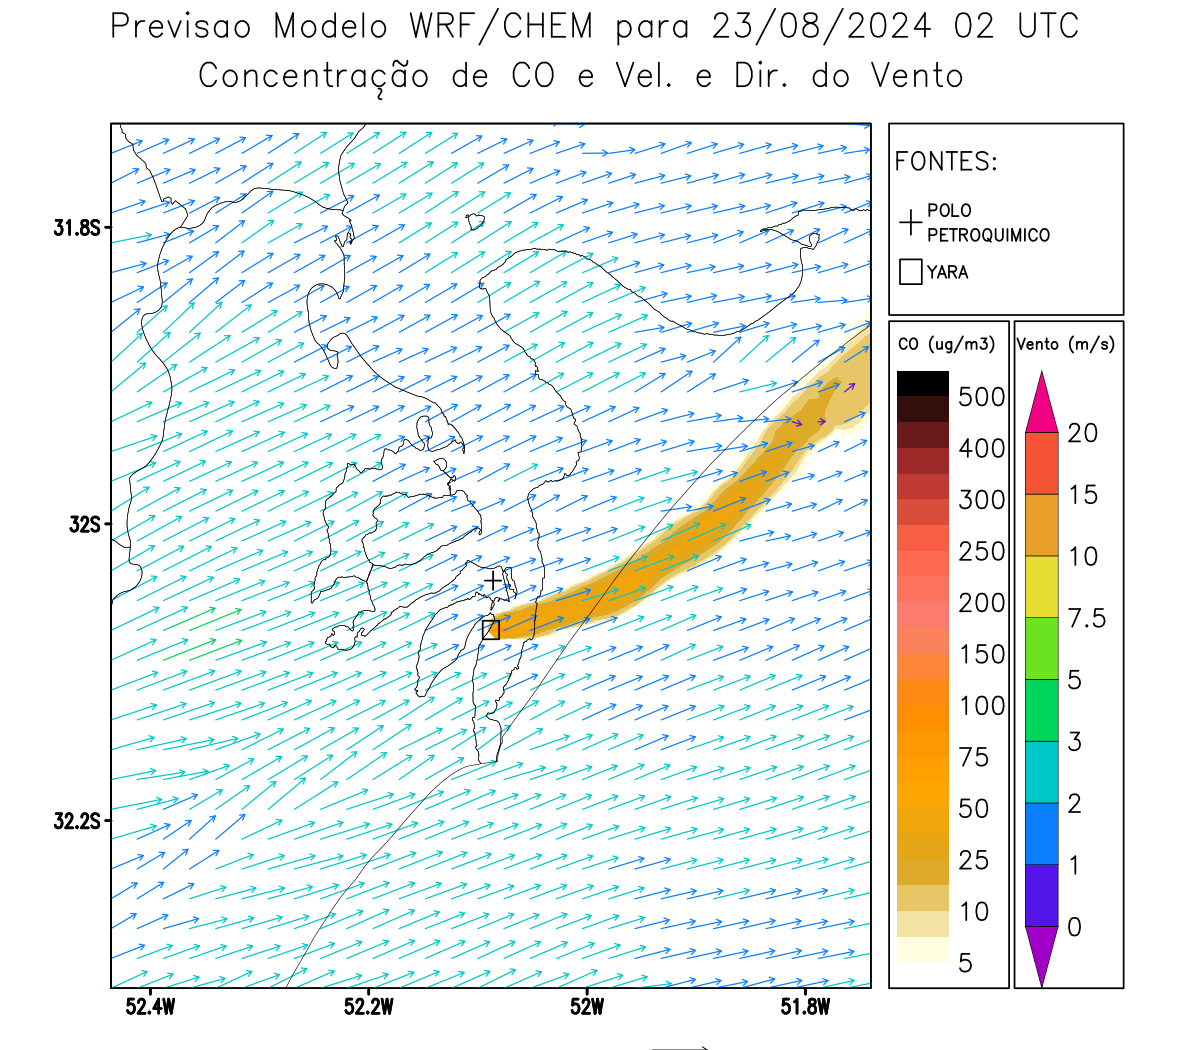 Previsao Modelo WRF/CHEM para 23/08/2024 02 UTC
Concentração de CO e Vel. e Dir. do Vento
FONTES:
POLO
PETROQUIMICO
YARA
31.8S
32S
32.2S
52.4W
52.2W
52W
51.8W
CO (ug/m3)
500
400
300
250
200
150
100
75
50
25
10
5
Vento (m/s)
20
15
10
7.5
5
3
2
1
0